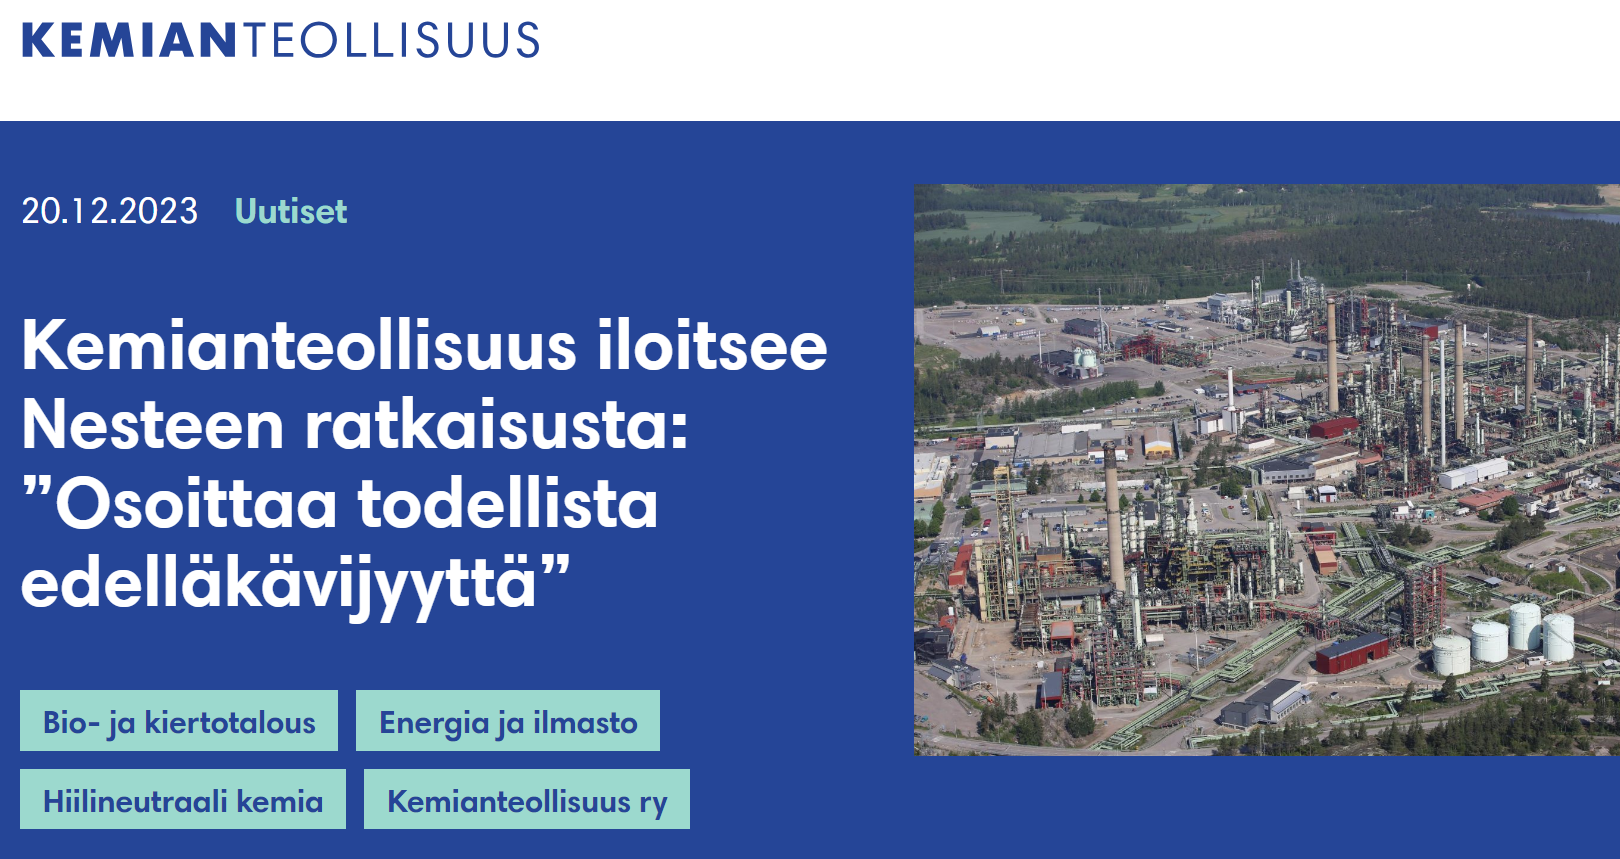 KEMIANTEOLLISUUS
20.12.2023 Uutiset
Kemianteollisuus iloitsee
Nesteen ratkaisusta:
”Osoittaa todellista
edelläkävijyyttä”
Bio- ja kiertotalous
Energia ja ilmasto
Hiilineutraali kemia
Kemianteollisuus ry